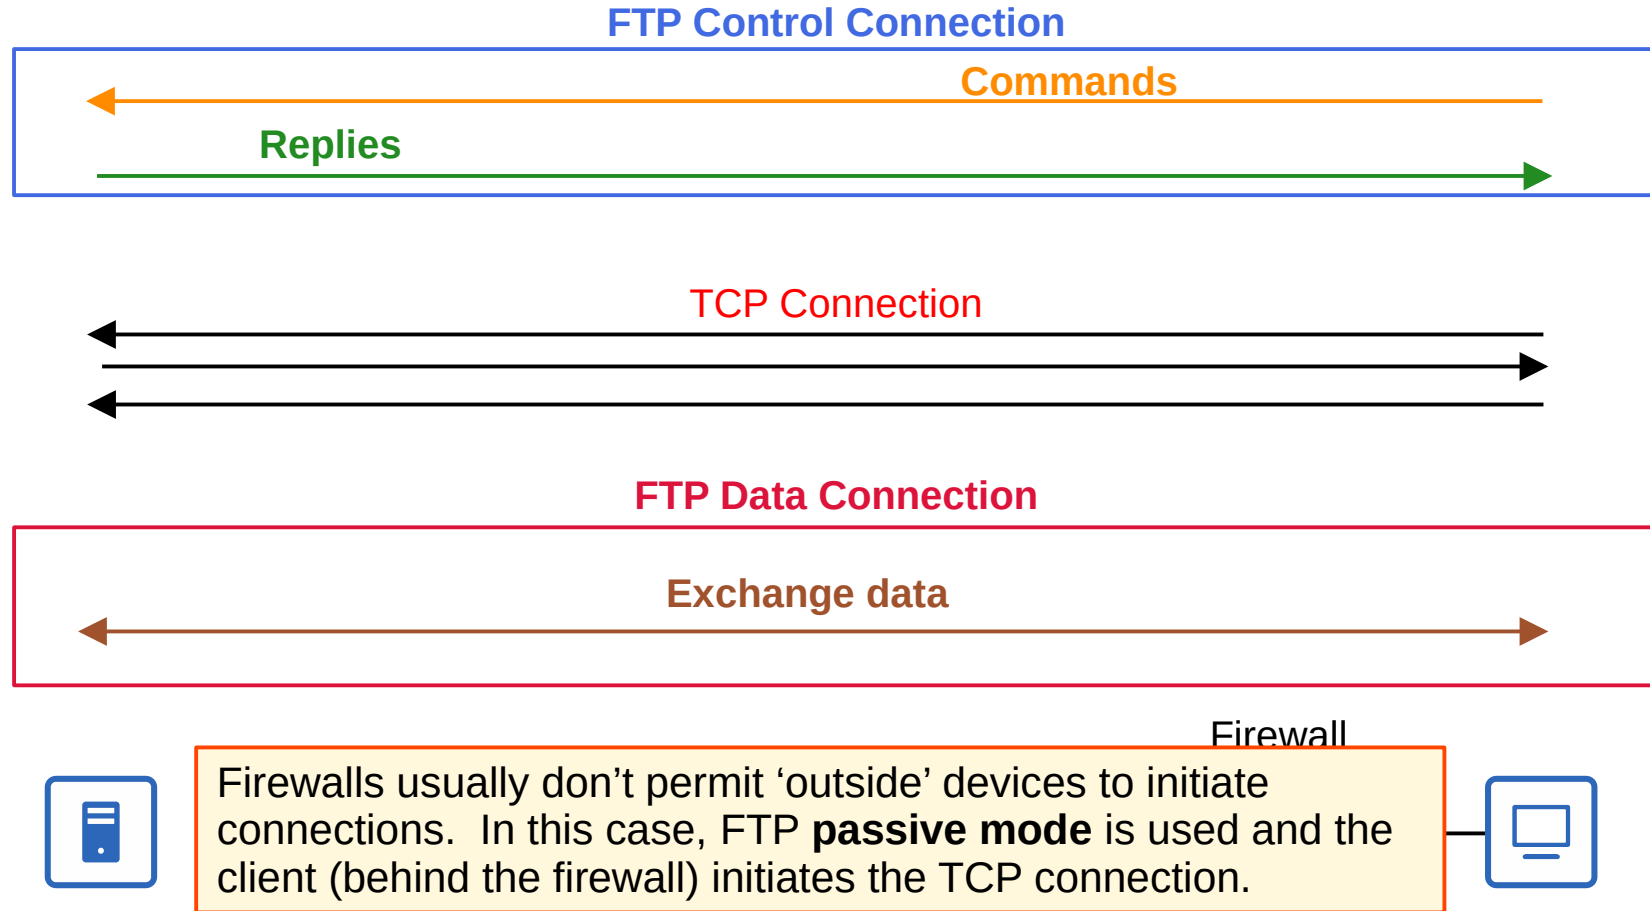 FTP Control Connection
Commands
Replies
TCP Connection
FTP Data Connection
Exchange data
Firewall
Firewalls usually don’t permit ‘outside’ devices to initiate
connections.  In this case, FTP passive mode is used and the
client (behind the firewall) initiates the TCP connection.